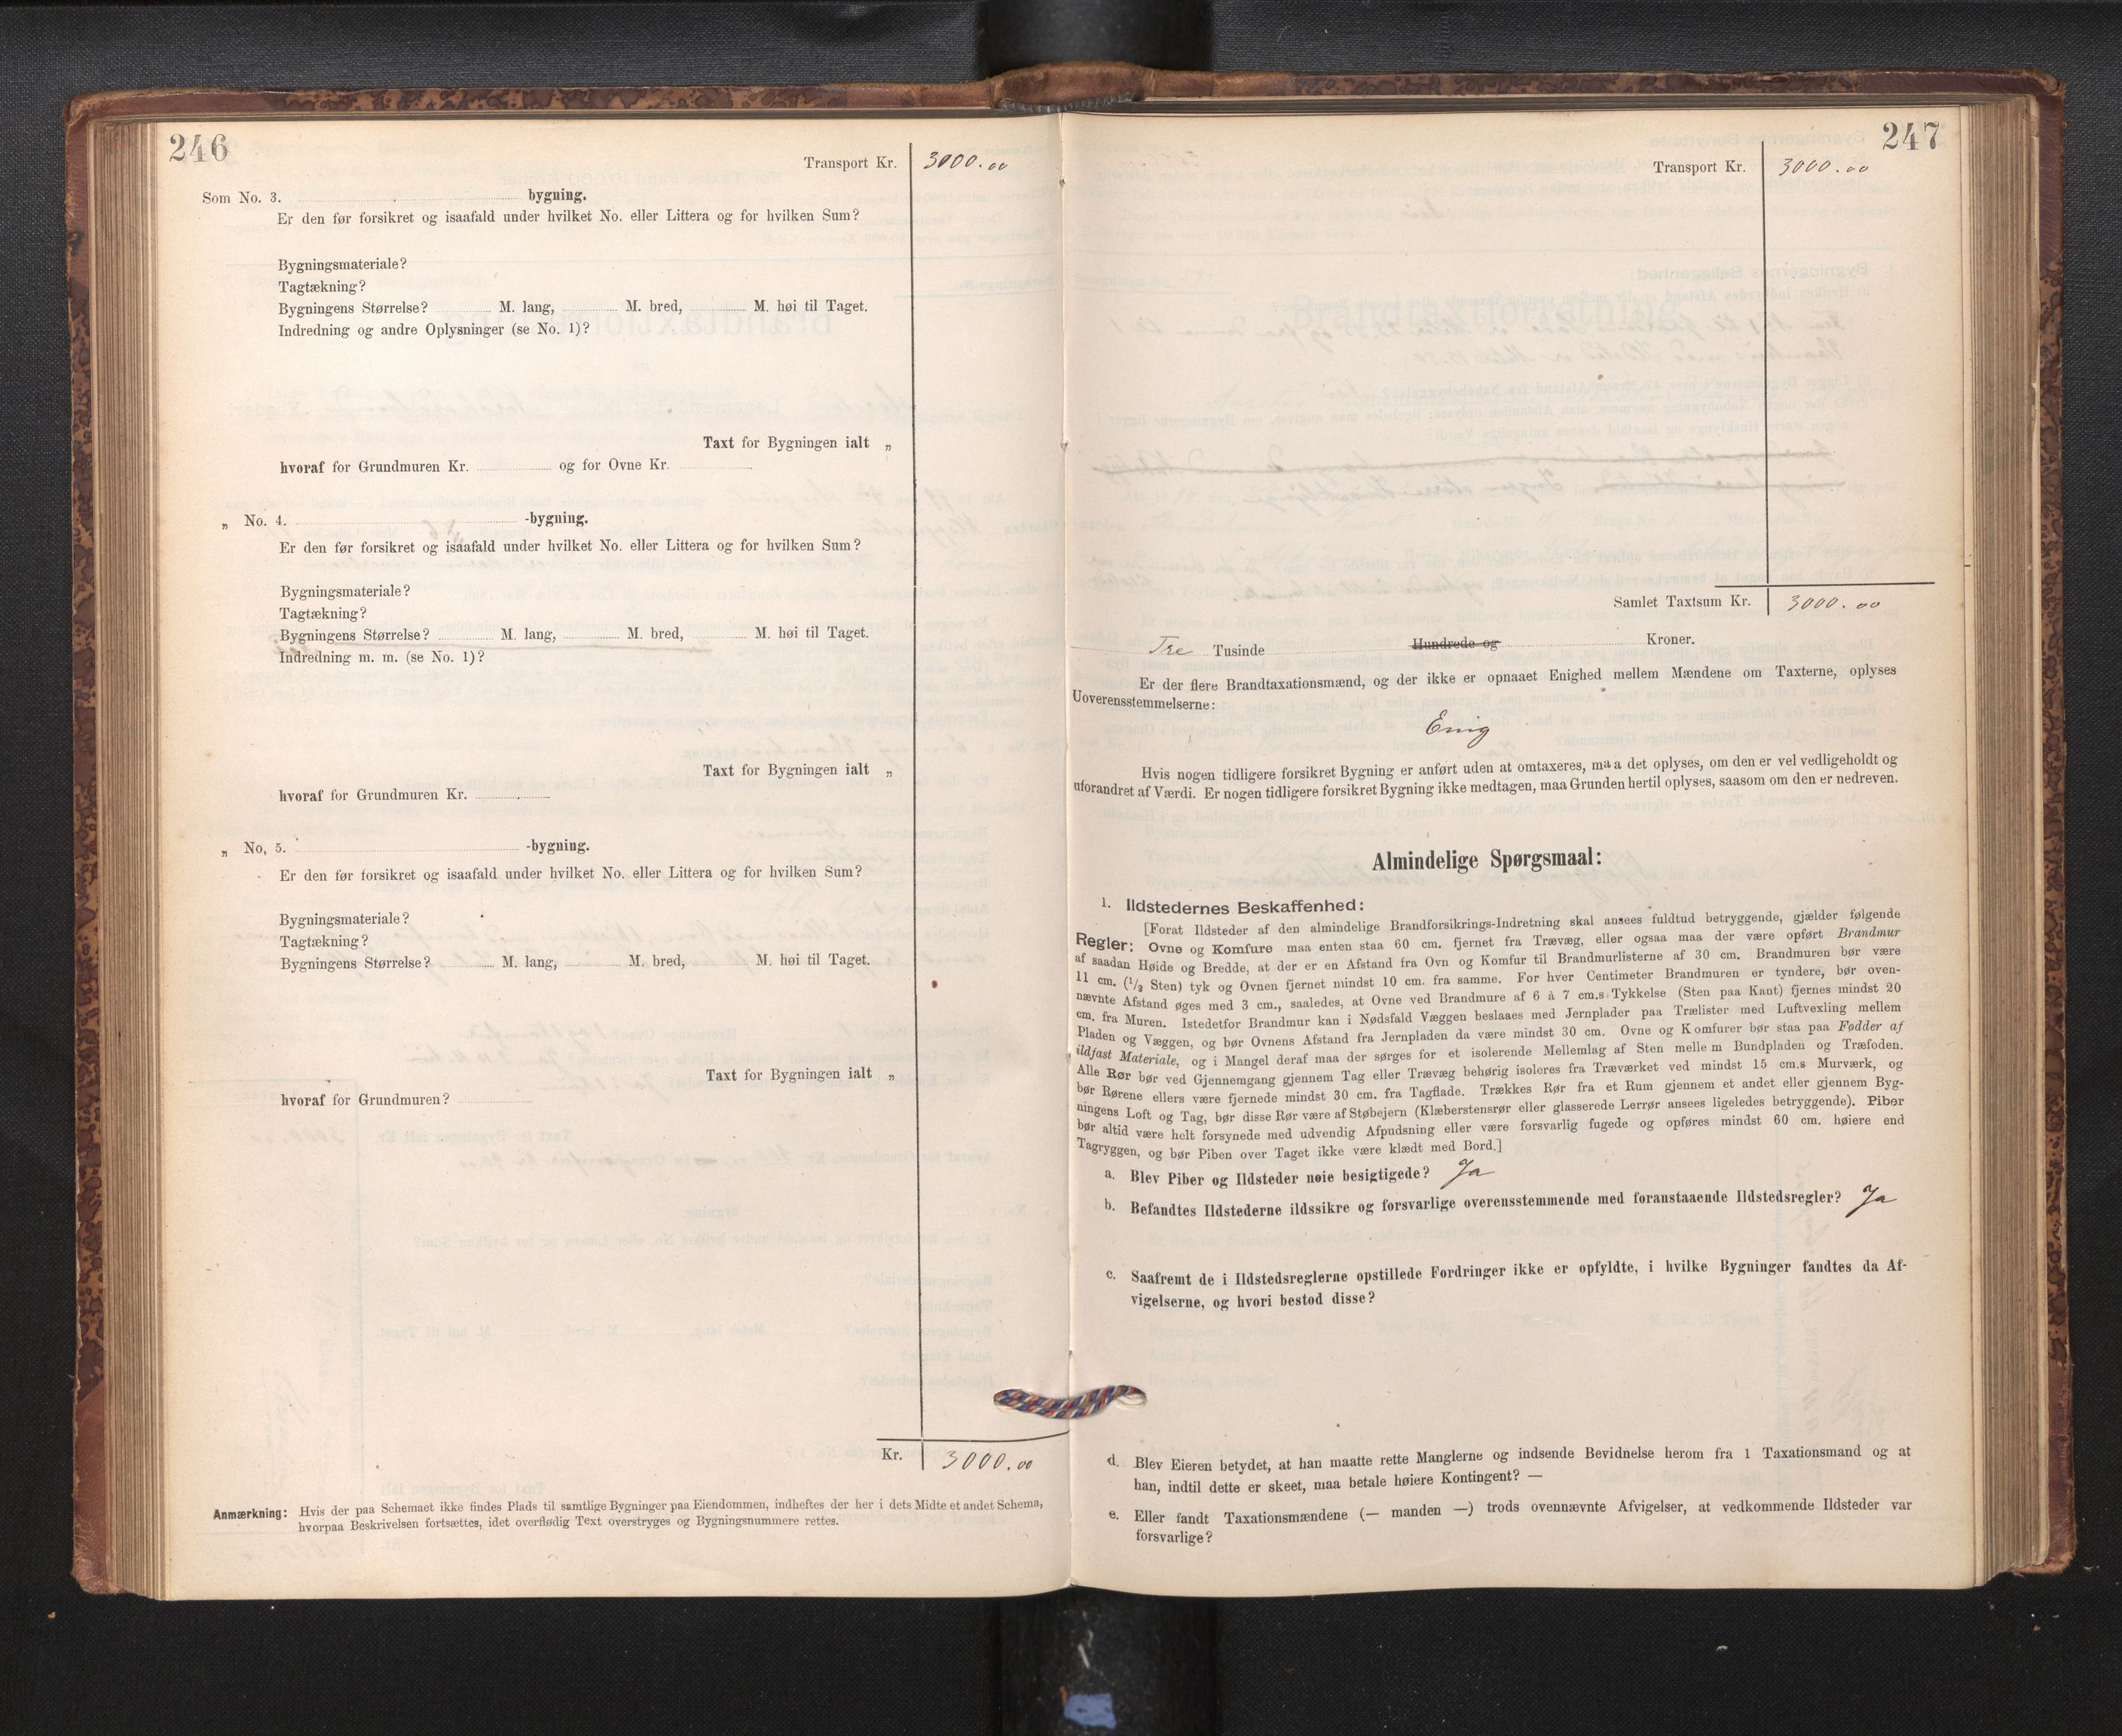 246
Transport Kr. 3000.00
Som No. 3. bygning.
Er den før forsikret og isaafald under hvilket No. eller Littera og for hvilken Sum?
Bygningsmateriale?
Tagtækning?
Bygningens Størrelse? M. lang, M. bred, M. høi til Taget.
Indredning og andre Oplysninger (se No. 1)?
Taxt for Bygningen ialt „
hvoraf for Grundmuren Kr. og for Ovne Kr.
„ No. 4. -bygning.
Er den før forsikret og isaafald under hvilket No. eller Littera og for hvilken Sum?
Bygningsmateriale?
Tagtækning?
Bygningens Størrelse? M. lang, M. bred, M. høi til Taget.
Indredning m. m. (se No. 1)?
Taxt for Bygningen ialt „
hvoraf for Grundmuren Kr.
„ No, 5. -bygning.
Er den før forsikret og isaafald under hvilket No. eller Littera og for hvilken Sum?
Bygningsmateriale?
Tagtækning?
Bygningens Størrelse? M. lang, M. bred, M. høi til Taget.
Taxt for Bygningen ialt „
hvoraf for Grundmuren?
Kr. 3000.00
Anmærkning: Hvis der paa Schemaet ikke findes Plads til samtlige Bygninger paa Eiendommen, indheftes der her i dets Midte et andet Schema,
hvorpaa Beskrivelsen fortsættes, idet overflødig Text overstryges og Bygningsnummere rettes.
247
Transport Kr. 3000.00
Samlet Taxtsum Kr. 3000.00
Tre Tusinde Hundrede og Kroner.
Er der flere Brandtaxationsmænd, og der ikke er opnaaet Enighed mellem Mændene om Taxterne, oplyses
Uoverensstemmelserne:
Enig
Hvis nogen tidligere forsikret Bygning er anført uden at omtaxeres, maa det oplyses, om den er vel vedligeholdt og
uforandret af Værdi. Er nogen tidligere forsikret Bygning ikke medtagen, maa Grunden hertil oplyses, saasom om den er nedreven.
Almindelige Spørgsmaal:
1. Ildstedernes Beskaffenhed:
[Forat Ildsteder af den almindelige Brandforsikrings-Indretning skal ansees fuldtud betryggende, gjælder følgende
Regler: Ovne og Komfure maa enten staa 60 cm. fjernet fra Trævæg, eller ogsaa maa der være opført Brandmur
af saadan Høide og Bredde, at der er en Afstand fra Ovn og Komfur til Brandmurlisterne af 30 cm. Brandmuren bør være
11 cm. (1/2 Sten) tyk og Ovnen fjernet mindst 10 cm. fra samme. For hver Centimeter Brandmuren er tyndere, bør oven-
nævnte Afstand øges med 3 cm., saaledes, at Ovne ved Brandmure af 6 à 7 cm.s Tykkelse (Sten paa Kant) fjernes mindst 20
cm. fra Muren. Istedetfor Brandmur kan i Nødsfald Væggen beslaaes med Jernplader paa Trælister med Luftvexling mellem
Pladen og Væggen, og bør Ovnens Afstand fra Jernpladen da være mindst 30 cm. Ovne og Komfurer bør staa paa Fødder af
ildfast Materiale, og i Mangel deraf maa der sørges for et isolerende Mellemlag af Sten mellem Bundpladen og Træfoden.
Alle Rør bør ved Gjennemgang gjennem Tag eller Trævæg behørig isoleres fra Træværket ved mindst 15 cm.s Murværk, og
bør Rørene ellers være fjernede mindst 30 cm. fra Tagflade. Trækkes Rør fra et Rum gjennem et andet eller gjennem Byg-
ningens Loft og Tag, bør disse Rør være af Støbejern (Klæberstensrør eller glasserede Lerrør ansees ligeledes betryggende). Piber
bør altid være helt forsynede med udvendig Afpudsning eller være forsvarlig fugede og opføres mindst 60 cm. høiere end
Tagryggen, og bør Piben over Taget ikke være klædt med Bord.]
a. Blev Piber og Ildsteder nøie besigtigede? Ja
b. Befandtes Ildstederne ildssikre og forsvarlige overensstemmende med foranstaaende Ildstedsregler? Ja
c. Saafremt de i Ildstedsreglerne opstillede Fordringer ikke er opfyldte, i hvilke Bygninger fandtes da Af-
vigelserne, og hvori bestod disse?
d. Blev Eieren betydet, at han maatte rette Manglerne og indsende Bevidnelse herom fra 1 Taxationsmand og at
han, indtil dette er skeet, maa betale høiere Kontingent? —
e. Eller fandt Taxationsmændene (— manden —) trods ovennævnte Afvigelser, at vedkommende Ildsteder var
forsvarlige?